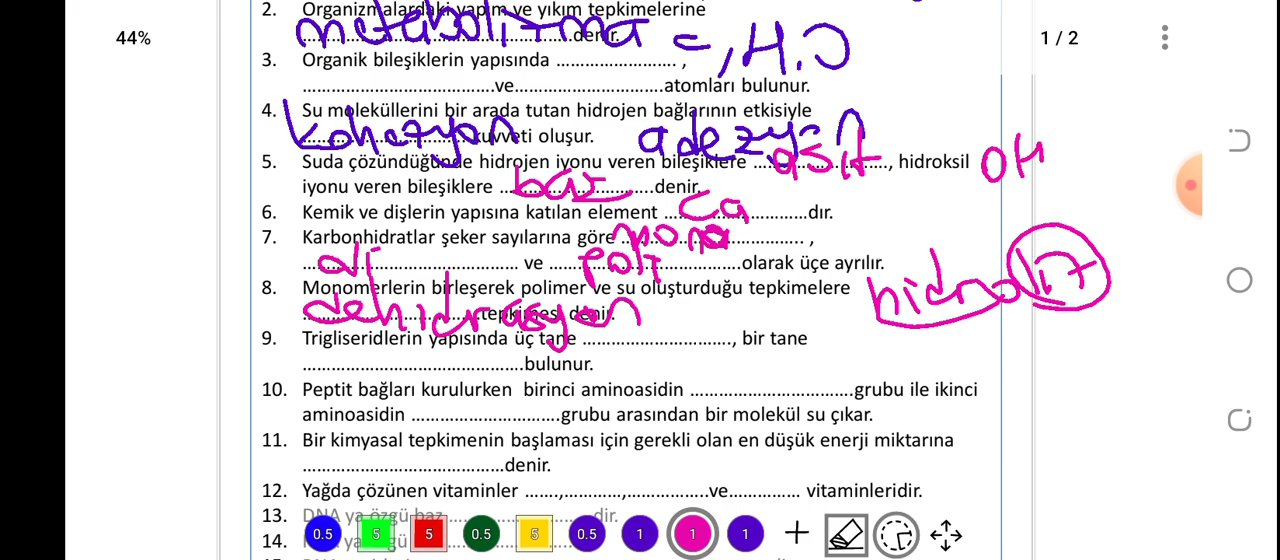 2. Organizmalardaki yapım ve yıkım tepkimelerine
44%
metabolizma denir. = , H, O
1 / 2
3. Organik bileşiklerin yapısında .............................. ,
................................................ve.....................................atomları bulunur.
4. Su moleküllerini bir arada tutan hidrojen bağlarının etkisiyle
kohezyon kuvveti oluşur. adezyon
5. Suda çözündüğünde hidrojen iyonu veren bileşiklere asit, hidroksil OH
iyonu veren bileşiklere baz denir.
6. Kemik ve dişlerin yapısına katılan element Ca dır.
7. Karbonhidratlar şeker sayılarına göre mono ,
di ve poli olarak üçe ayrılır.
8. Monomerlerin birleşerek polimer ve su oluşturduğu tepkimelere hidroliz
dehidrasyon tepkimesi denir.
9. Trigliseridlerin yapısında üç tane ................................., bir tane
................................................bulunur.
10. Peptit bağları kurulurken birinci aminoasidin ....................................grubu ile ikinci
aminoasidin .................................grubu arasından bir molekül su çıkar.
11. Bir kimyasal tepkimenin başlaması için gerekli olan en düşük enerji miktarına
.............................................denir.
12. Yağda çözünen vitaminler .......,.............,..................ve................ vitaminleridir.
13. DNA ya özgü baz ................................dir.
14.
0.5 5 5 0.5 5 0.5 1 1 1